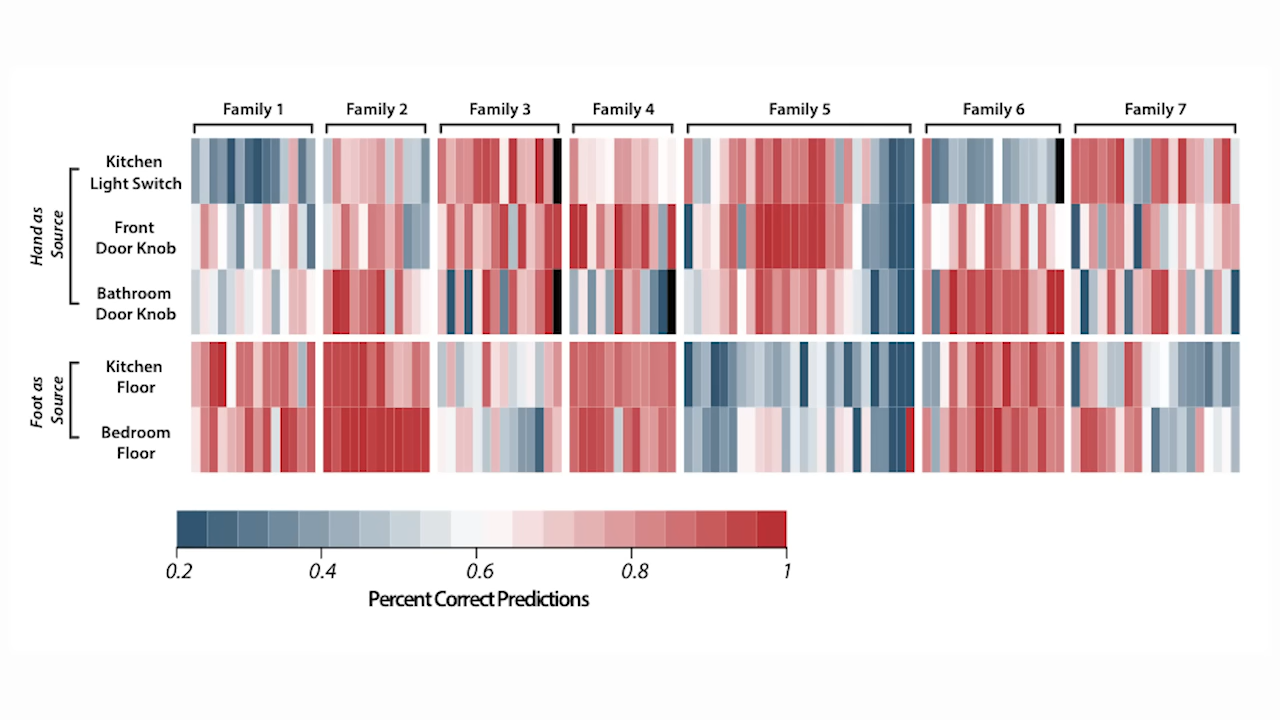 Family 1
Family 2
Family 3
Family 4
Family 5
Family 6
Family 7
Hand as
Source
Kitchen
Light Switch
Front
Door Knob
Bathroom
Door Knob
Foot as
Source
Kitchen
Floor
Bedroom
Floor
0.2
0.4
0.6
0.8
1
Percent Correct Predictions